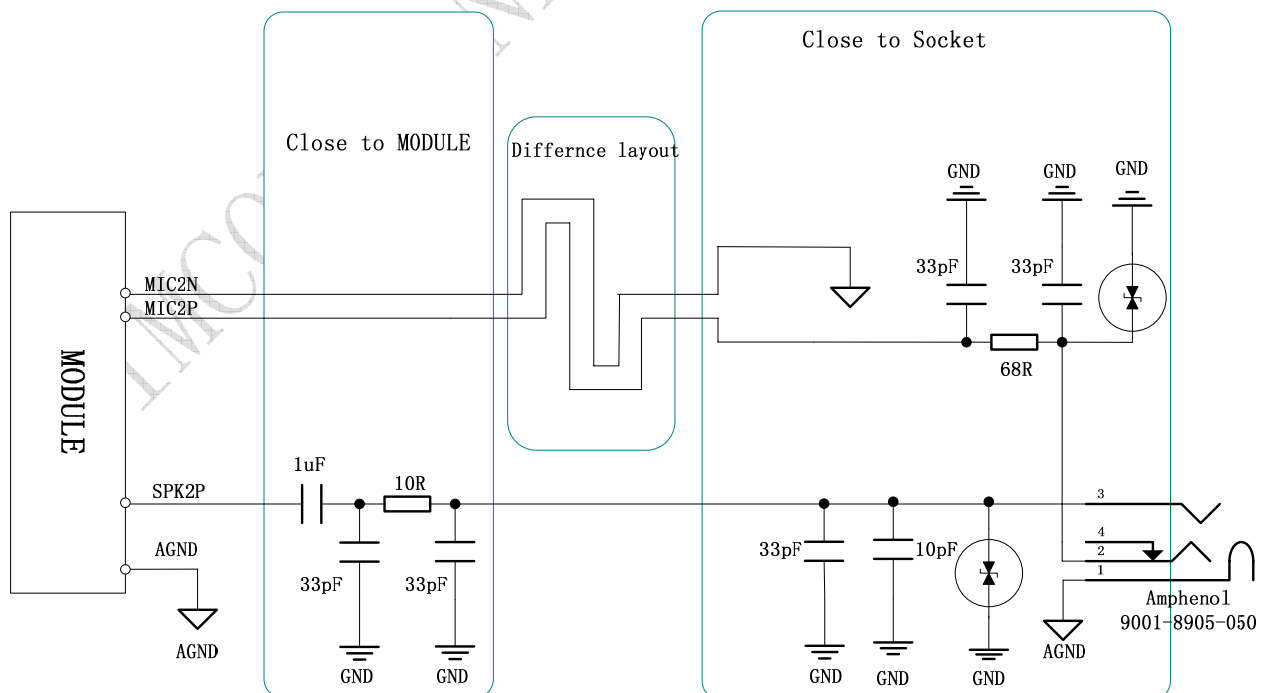 Close to Socket
Close to MODULE
Differnce layout
GND
GND
GND
MIC2N
MIC2P
33pF
33pF
68R
MODULE
1uF
10R
SPK2P
3
AGND
33pF
33pF
33pF
10pF
4
2
1
Amphenol
9001-8905-050
AGND
GND
GND
GND
GND
GND
AGND